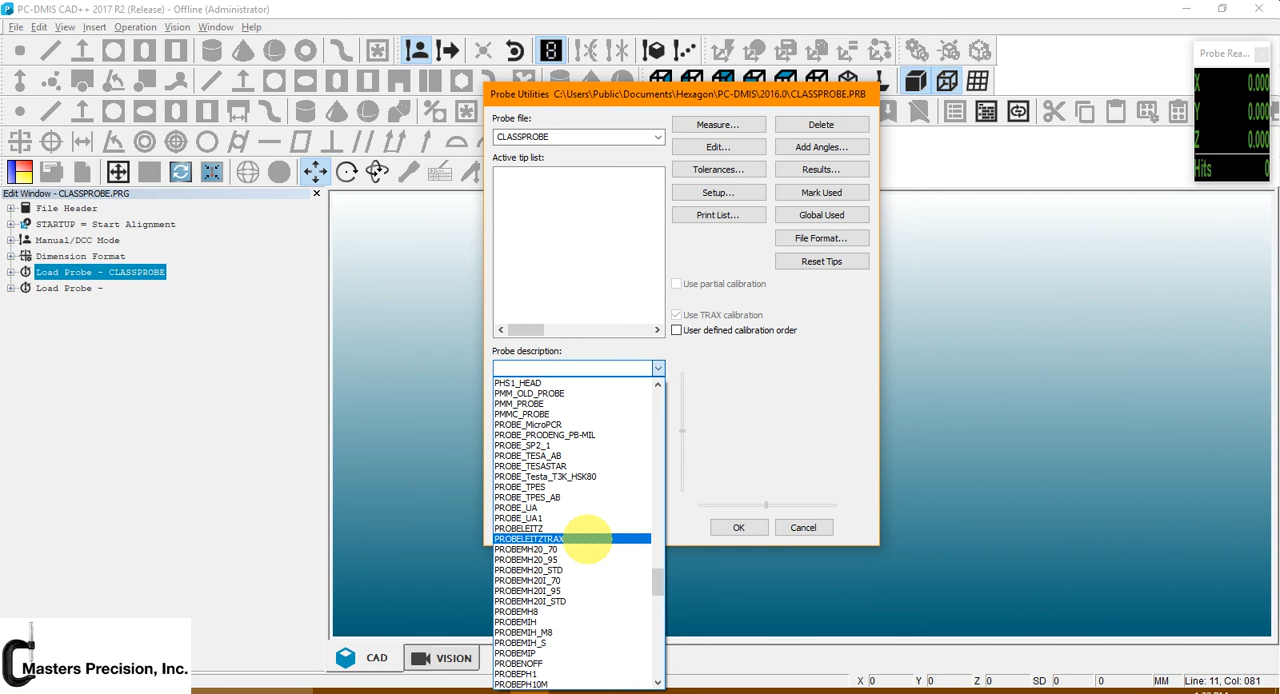 PC-DMIS CAD++ 2017 R2 (Release) - Offline (Administrator)
File Edit View Insert Operation Vision Window Help
Probe Rea...
0.000
0.000
Z 0.000
Hits 0
Edit Window - CLASSPROBE.PRG
File Header
STARTUP = Start Alignment
Manual/DCC Mode
Dimension Format
Load Probe - CLASSPROBE
Load Probe -
Probe Utilities C:\Users\Public\Documents\Hexagon\PC-DMIS\2016.0\CLASSPROBE.PRB
Probe file:
CLASSPROBE
Active tip list:
Measure... Delete
Edit... Add Angles...
Tolerances... Results...
Setup... Mark Used
Print List... Global Used
File Format...
Reset Tips
Use partial calibration
Use TRAX calibration
User defined calibration order
Probe description:
PHS1_HEAD
PMM_OLD_PROBE
PMM_PROBE
PMMC_PROBE
PROBE_MicroPCR
PROBE_PRODENG_PB-MIL
PROBE_SP2_1
PROBE_TESA_AB
PROBE_TESASTAR
PROBE_Testa_T3K_HSK80
PROBE_TPES
PROBE_TPES_AB
PROBE_UA
PROBE_UA1
PROBELEITZ
PROBELEITZTRAX
PROBEMH20_70
PROBEMH20_95
PROBEMH20_STD
PROBEMH20I_70
PROBEMH20I_95
PROBEMH20I_STD
PROBEMH8
PROBEMIH
PROBEMIH_M8
PROBEMIH_S
PROBEMIP
PROBENOFF
PROBEPH1
PROBEPH10M
OK Cancel
Masters Precision, Inc.
CAD VISION
X 0 Y 0 Z 0 SD 0 0 MM Line: 11, Col: 081